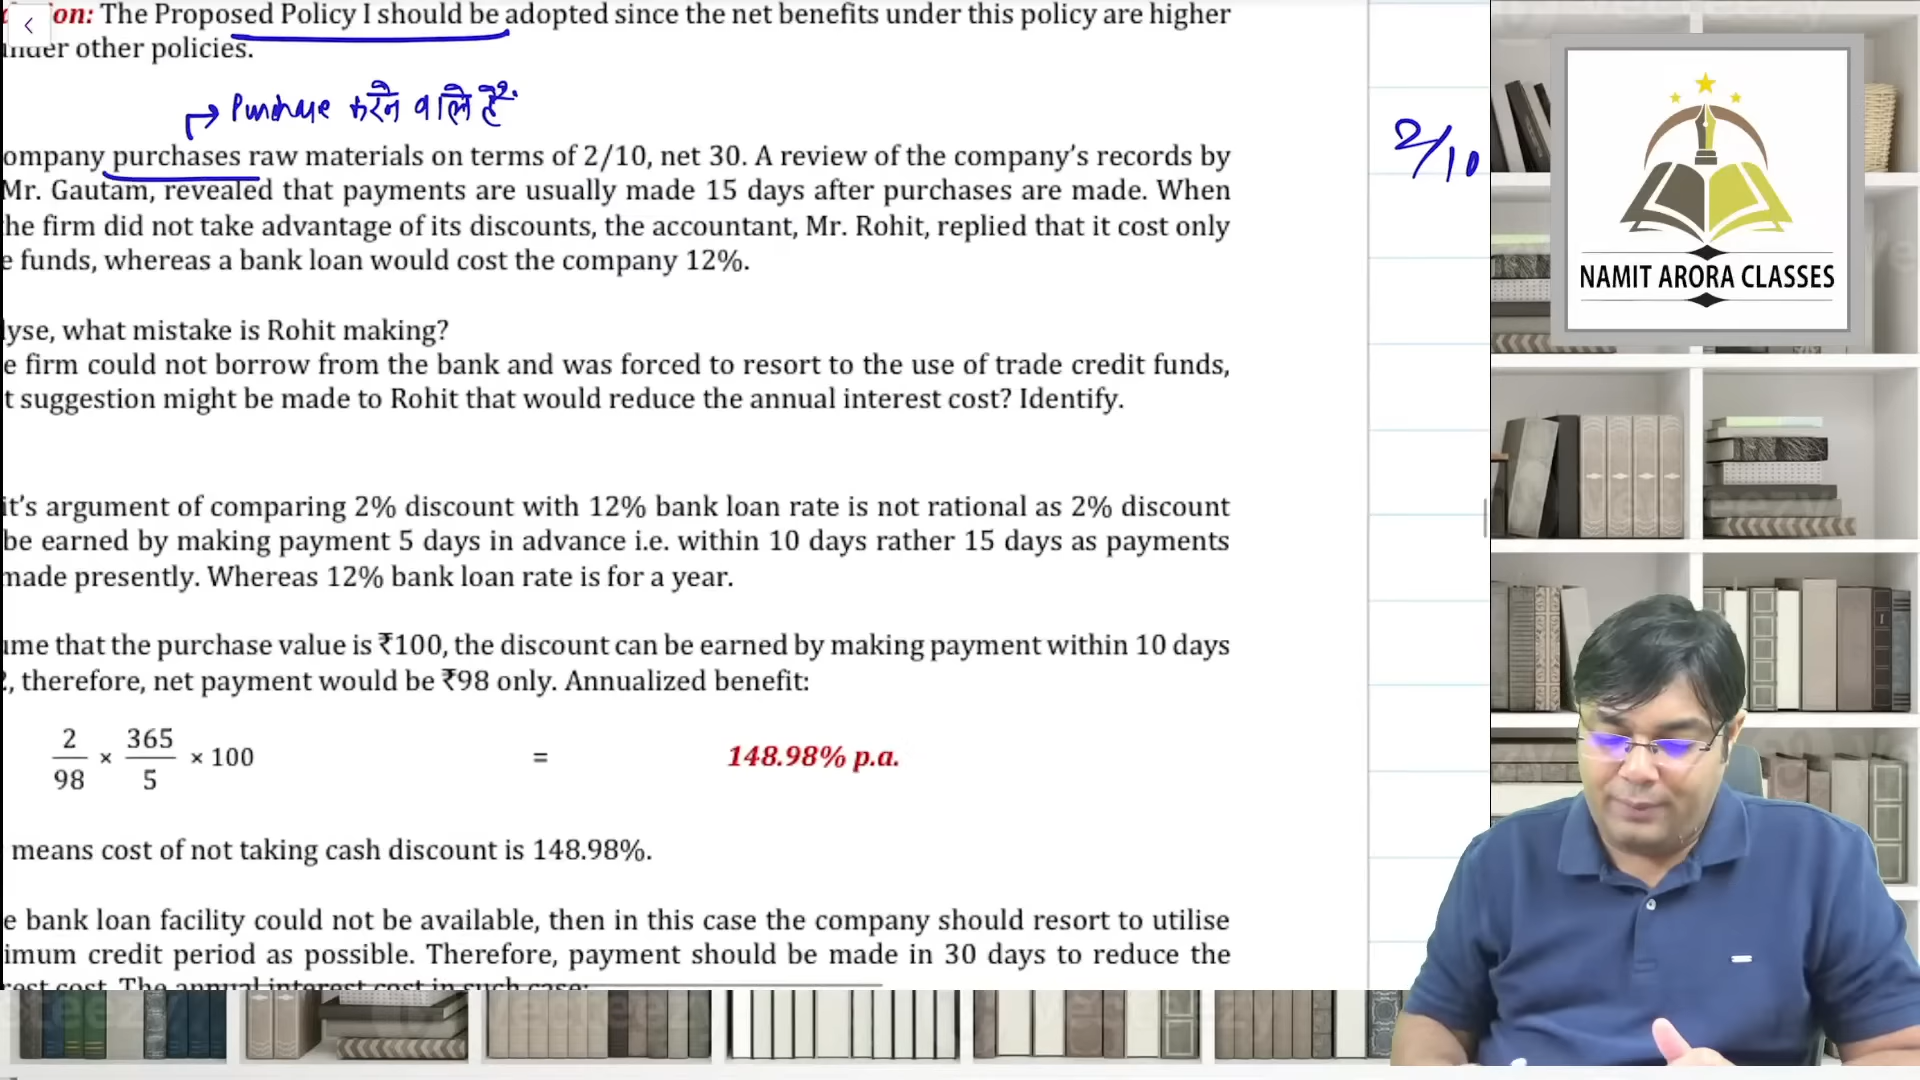 on: The Proposed Policy I should be adopted since the net benefits under this policy are higher
under other policies.
Purchase करने वाले है
2/10
ompany purchases raw materials on terms of 2/10, net 30. A review of the company's records by
Mr. Gautam, revealed that payments are usually made 15 days after purchases are made. When
he firm did not take advantage of its discounts, the accountant, Mr. Rohit, replied that it cost only
e funds, whereas a bank loan would cost the company 12%.
lyse, what mistake is Rohit making?
e firm could not borrow from the bank and was forced to resort to the use of trade credit funds,
t suggestion might be made to Rohit that would reduce the annual interest cost? Identify.
it's argument of comparing 2% discount with 12% bank loan rate is not rational as 2% discount
be earned by making payment 5 days in advance i.e. within 10 days rather 15 days as payments
made presently. Whereas 12% bank loan rate is for a year.
ume that the purchase value is ₹100, the discount can be earned by making payment within 10 days
, therefore, net payment would be ₹98 only. Annualized benefit:
2/98 × 365/5 × 100 = 148.98% p.a.
means cost of not taking cash discount is 148.98%.
e bank loan facility could not be available, then in this case the company should resort to utilise
imum credit period as possible. Therefore, payment should be made in 30 days to reduce the
rest cost. The annual interest cost in such case:
NAMIT ARORA CLASSES